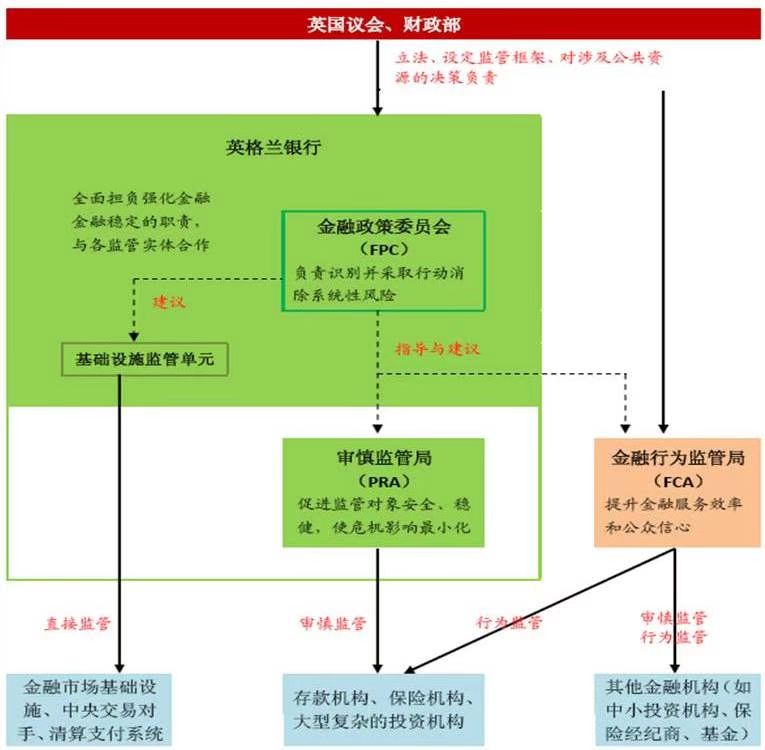 英国议会、财政部
立法、设定监管框架、对涉及公共资
源的决策负责
英格兰银行
全面担负强化金融
金融稳定的职责，
与各监管实体合作
金融政策委员会
（FPC）
负责识别并采取行动消
除系统性风险
建议
指导与建议
基础设施监管单元
审慎监管局
（PRA）
促进监管对象安全、稳
健，使危机影响最小化
金融行为监管局
（FCA）
提升金融服务效率
和公众信心
直接监管
审慎监管
行为监管
审慎监管
行为监管
金融市场基础设
施、中央交易对
手、清算支付系统
存款机构、保险机构、
大型复杂的投资机构
其他金融机构（如
中小投资机构、保
险经纪商、基金）